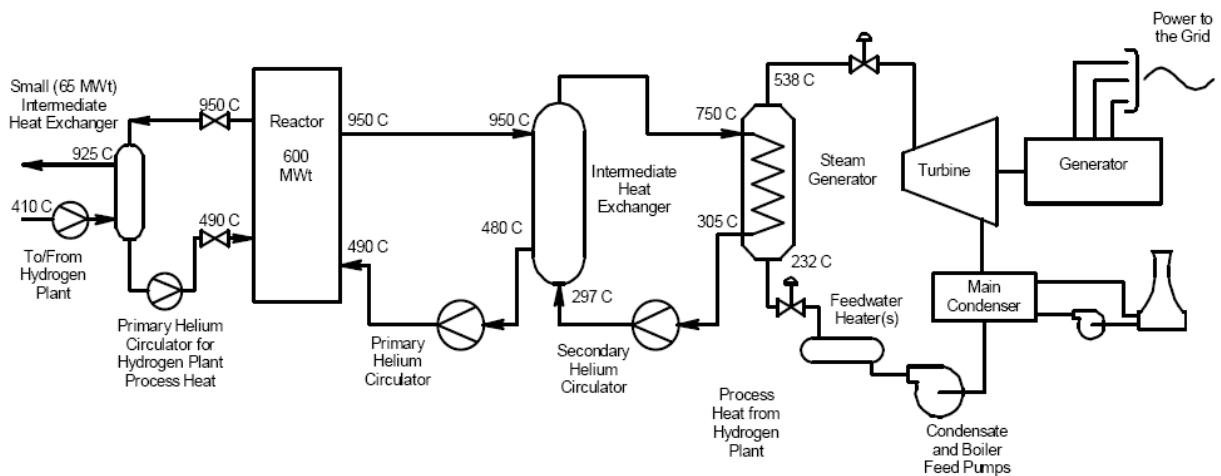 Power to
the Grid
Small (65 MWt)
Intermediate
Heat Exchanger
950 C
925 C
410 C
490 C
To/From
Hydrogen
Plant
Primary Helium
Circulator for
Hydrogen Plant
Process Heat
Reactor
600
MWt
950 C
490 C
950 C
480 C
297 C
Primary
Helium
Circulator
Intermediate
Heat
Exchanger
Secondary
Helium
Circulator
750 C
305 C
538 C
232 C
Steam
Generator
Feedwater
Heater(s)
Process
Heat from
Hydrogen
Plant
Turbine
Generator
Main
Condenser
Condensate
and Boiler
Feed Pumps